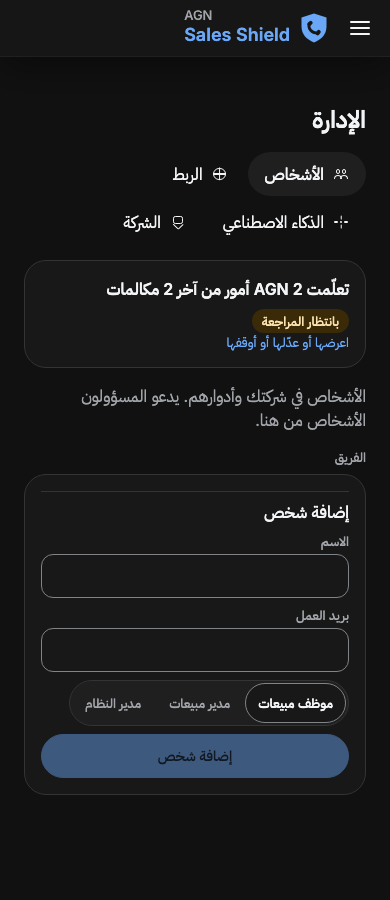 AGN
Sales Shield
الإدارة
الأشخاص
الربط
الذكاء الاصطناعي
الشركة
تعلّمت AGN 2 أمور من آخر 2 مكالمات
بانتظار المراجعة
اعرضها أو عدّلها أو أوقفها
الأشخاص في شركتك وأدوارهم. يدعو المسؤولون
الأشخاص من هنا.
الفريق
إضافة شخص
الاسم
بريد العمل
موظف مبيعات
مدير مبيعات
مدير النظام
إضافة شخص